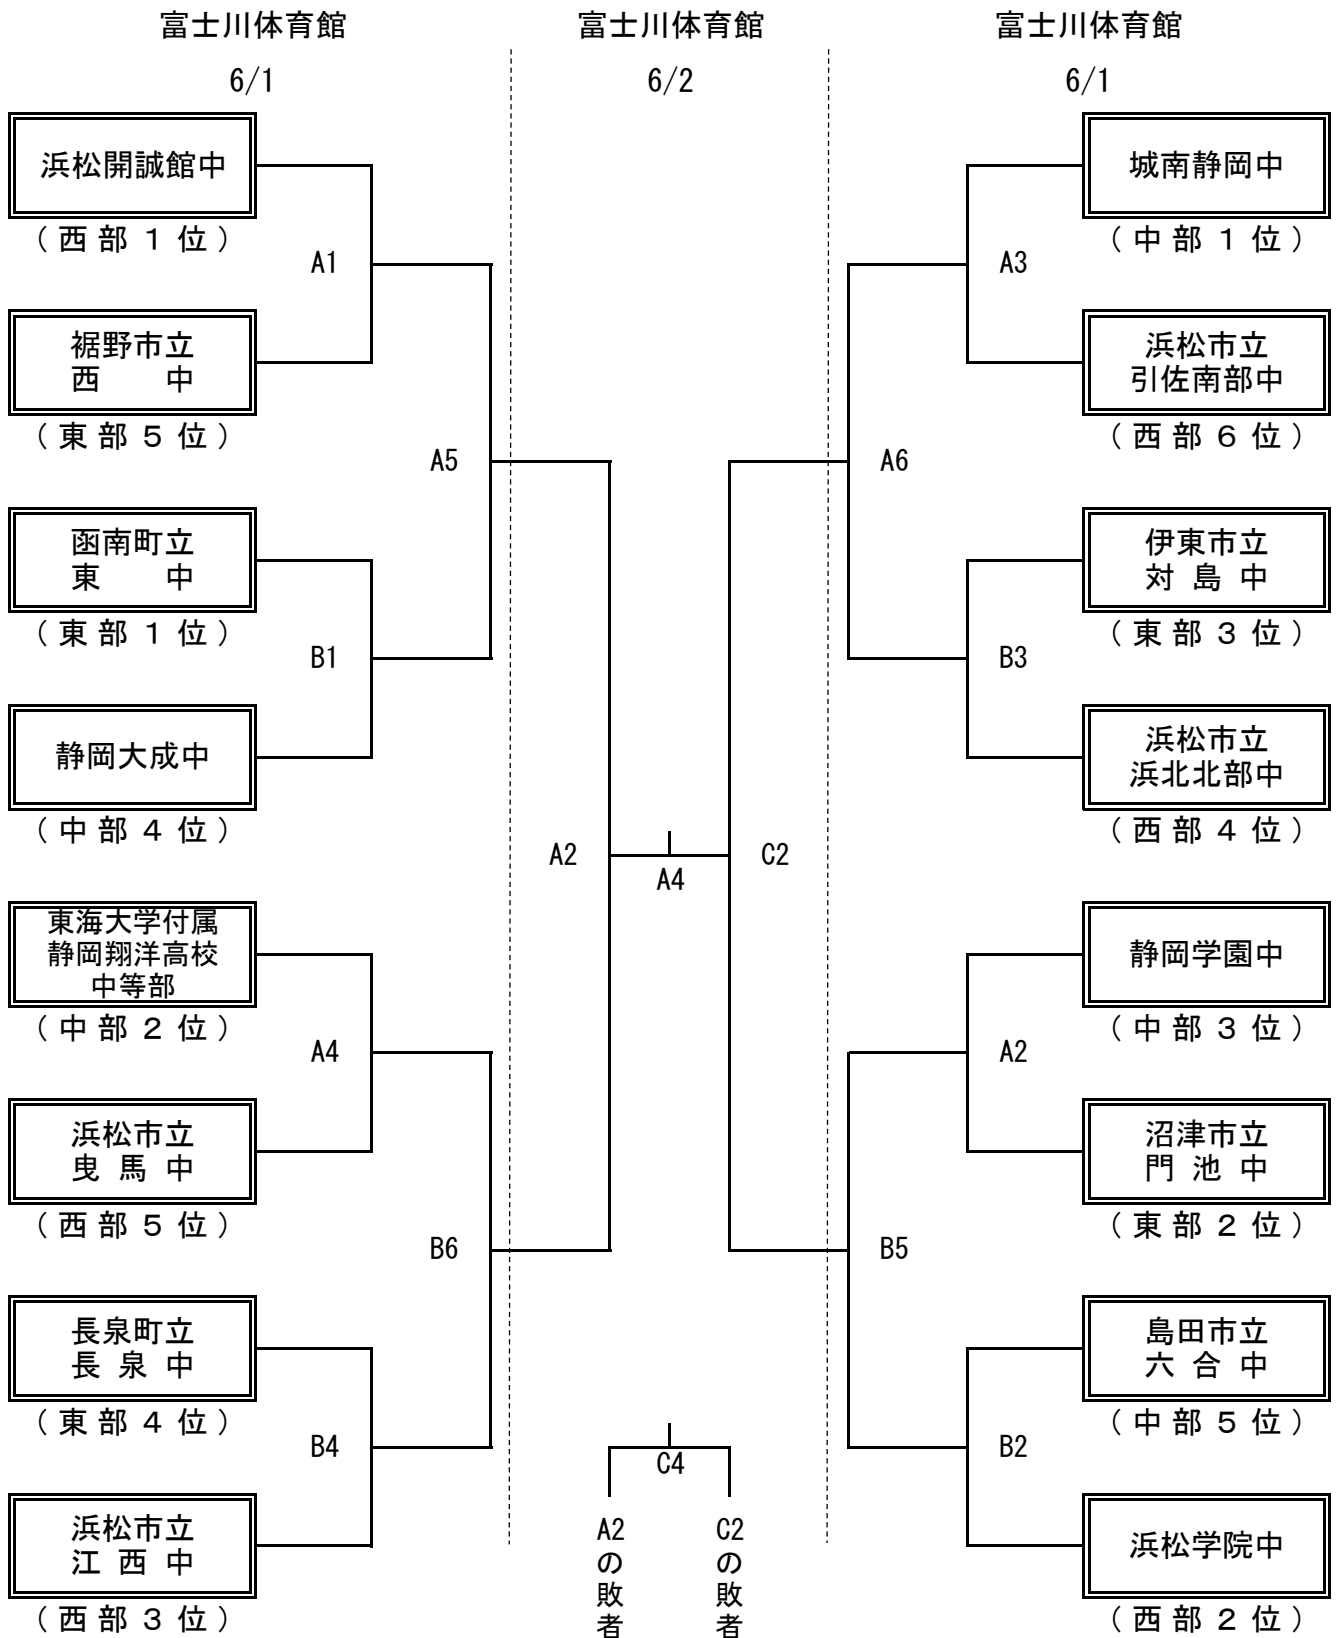 富士川体育館
6/1
富士川体育館
6/2
富士川体育館
6/1
浜松開誠館中
（西部１位）
A1
裾野市立
西　　中
（東部５位）
A5
函南町立
東　　中
（東部１位）
B1
静岡大成中
（中部４位）
東海大学付属
静岡翔洋高校
中等部
（中部２位）
A4
浜松市立
曳 馬 中
（西部５位）
B6
長泉町立
長 泉 中
（東部４位）
B4
浜松市立
江 西 中
（西部３位）
A2
A4
C2
C4
A2の敗者
C2の敗者
城南静岡中
（中部１位）
A3
浜松市立
引佐南部中
（西部６位）
A6
伊東市立
対 島 中
（東部３位）
B3
浜松市立
浜北北部中
（西部４位）
静岡学園中
（中部３位）
A2
沼津市立
門 池 中
（東部２位）
B5
島田市立
六 合 中
（中部５位）
B2
浜松学院中
（西部２位）